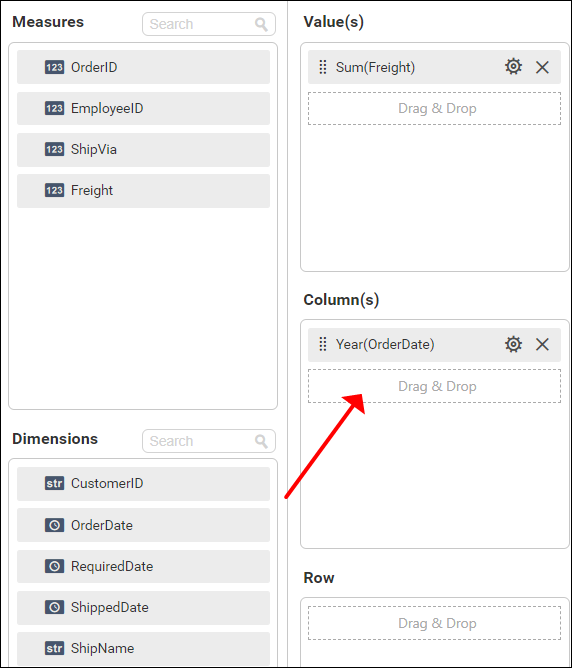 Measures
Search
123 OrderID
123 EmployeeID
123 ShipVia
123 Freight
Dimensions
Search
str CustomerID
OrderDate
RequiredDate
ShippedDate
str ShipName
Value(s)
Sum(Freight)
Drag & Drop
Column(s)
Year(OrderDate)
Drag & Drop
Row
Drag & Drop